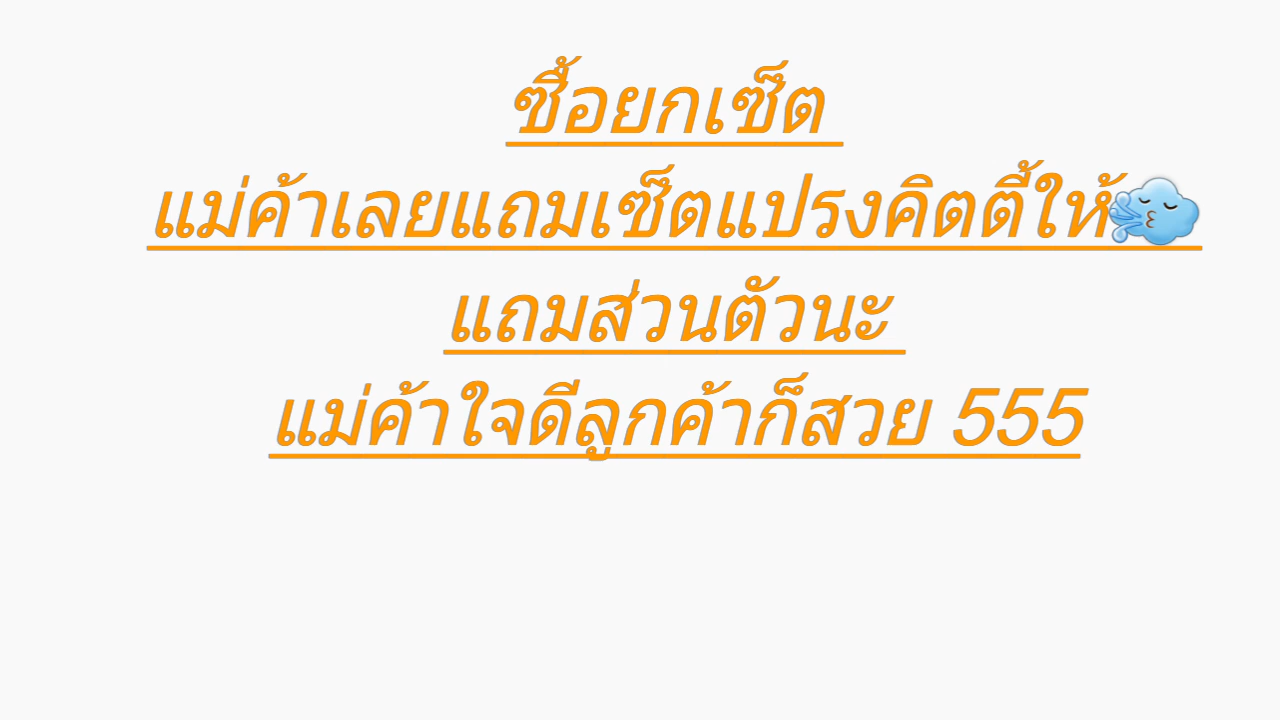 ซื้อยกเซ็ต
แม่ค้าเลยแถมเซ็ตแปรงคิตตี้ให้🌬
แถมส่วนตัวนะ
แม่ค้าใจดีลูกค้าก็สวย 555